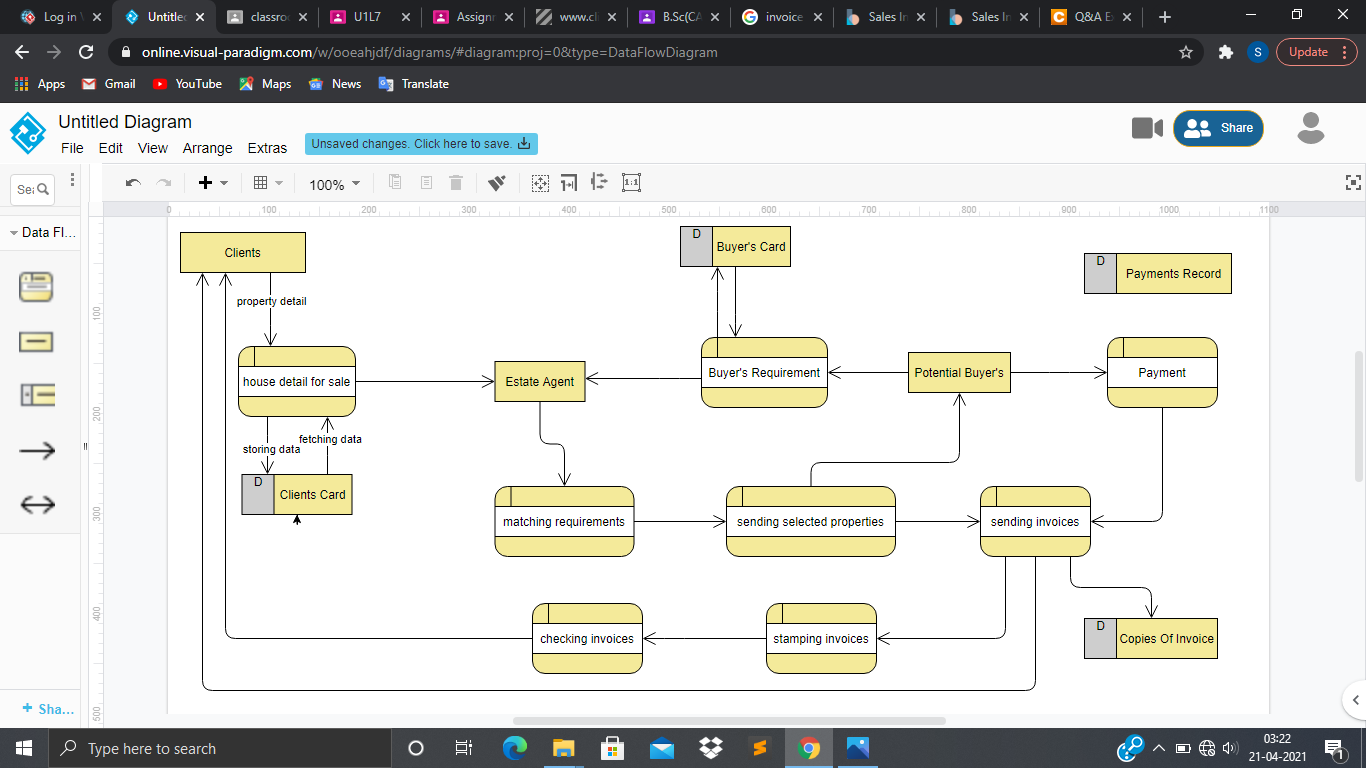 Log in
Untitled
classro
U1L7
Assignm
www.cl
B.Sc(CA
invoice
Sales In
Sales In
Q&A E
online.visual-paradigm.com/w/ooeahjdf/diagrams/#diagram:proj=0&type=DataFlowDiagram
S
Update
Apps
Gmail
YouTube
Maps
News
Translate
Untitled Diagram
File
Edit
View
Arrange
Extras
Unsaved changes. Click here to save.
Share
100%
1:1
0 100 200 300 400 500 600 700 800 900 1000 1100
100
200
300
400
500
Data Fl...
+ Sha...
Clients
property detail
house detail for sale
storing data
fetching data
D
Clients Card
Estate Agent
D
Buyer's Card
Buyer's Requirement
Potential Buyer's
D
Payments Record
Payment
matching requirements
sending selected properties
sending invoices
checking invoices
stamping invoices
D
Copies Of Invoice
Type here to search
03:22
21-04-2021
1